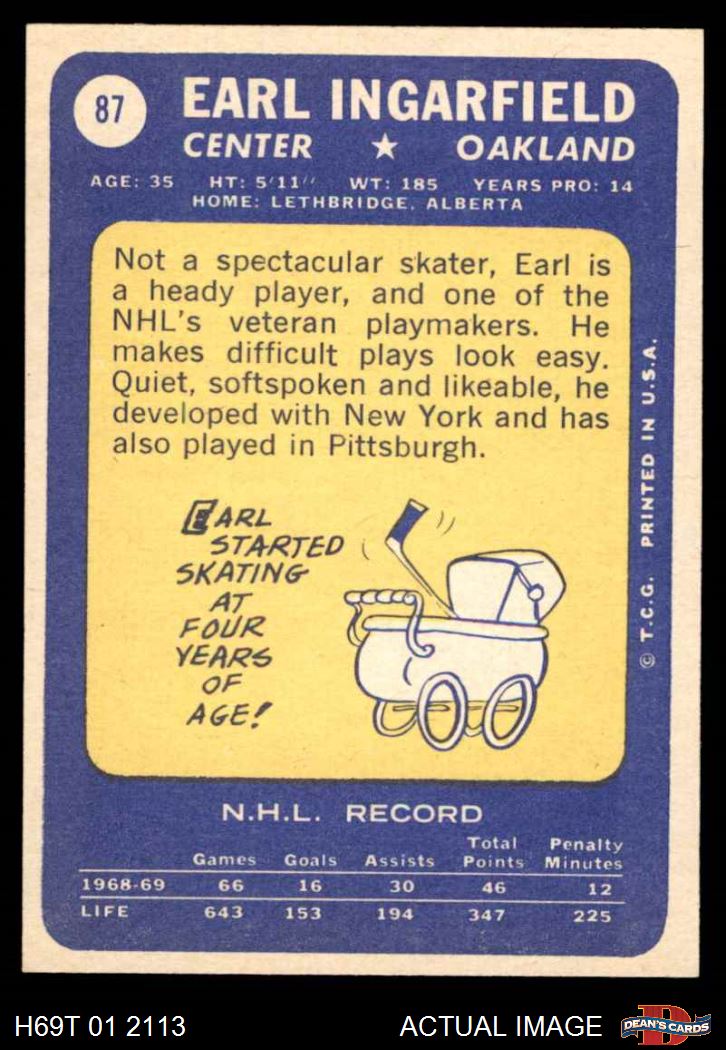 87
EARL INGARFIELD
CENTER ★ OAKLAND
AGE: 35 HT: 5'11" WT: 185 YEARS PRO: 14
HOME: LETHBRIDGE, ALBERTA
Not a spectacular skater, Earl is
a heady player, and one of the
NHL's veteran playmakers. He
makes difficult plays look easy.
Quiet, softspoken and likeable, he
developed with New York and has
also played in Pittsburgh.
EARL
STARTED
SKATING
AT
FOUR
YEARS
OF
AGE!
© T.C.G. PRINTED IN U.S.A.
N.H.L. RECORD
Games Goals Assists Total Points Penalty Minutes
1968-69 66 16 30 46 12
LIFE 643 153 194 347 225
H69T 01 2113 ACTUAL IMAGE
D
DEAN'S CARDS